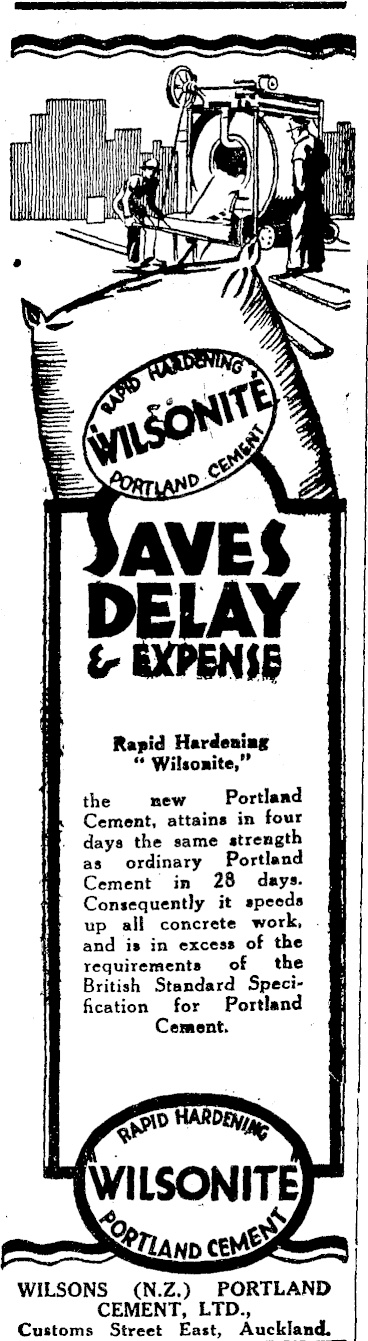 RAPID HARDENING
"WILSONITE"
PORTLAND CEMENT
SAVES
DELAY
& EXPENSE
Rapid Hardening
"Wilsonite,"
the new Portland
Cement, attains in four
days the same strength
as ordinary Portland
Cement in 28 days.
Consequently it speeds
up all concrete work,
and is in excess of the
requirements of the
British Standard Speci-
fication for Portland
Cement.
RAPID HARDENING
"WILSONITE"
PORTLAND CEMENT
WILSONS (N.Z.) PORTLAND
CEMENT, LTD.,
Customs Street East, Auckland.